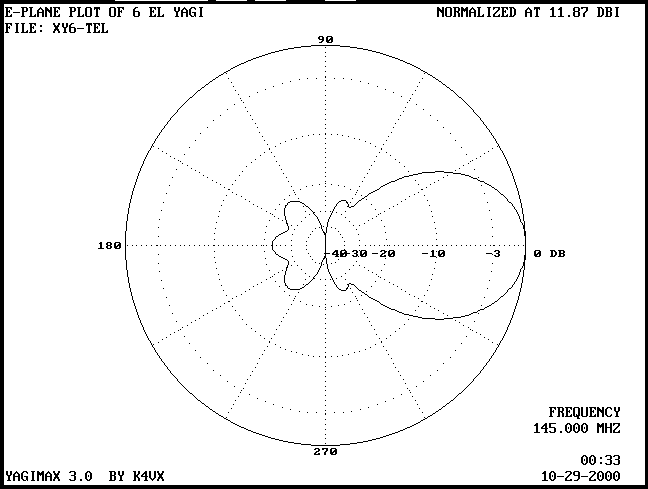 E-PLANE PLOT OF 6 EL YAGI
NORMALIZED AT 11.87 DBI
FILE: XY6-TEL
90
180
-40 -30 -20 -10 -3 0 DB
270
FREQUENCY
145.000 MHZ
00:33
YAGIMAX 3.0 BY K4VX
10-29-2000